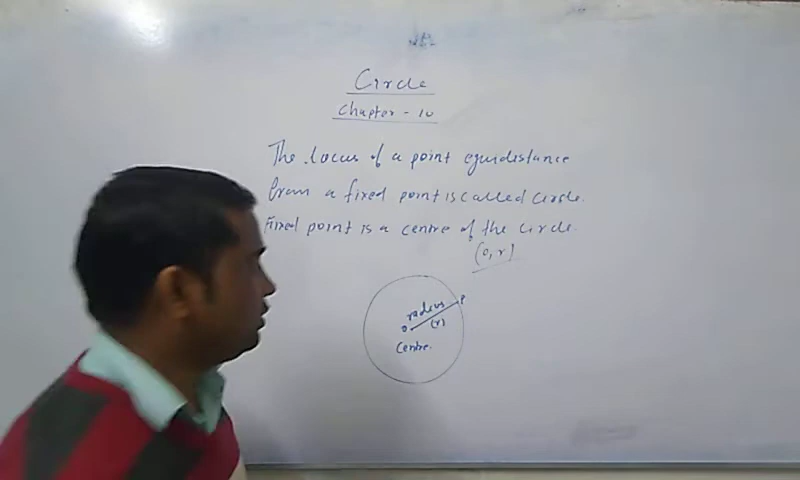 Circle
Chapter - 10
The locus of a point equidistance
from a fixed point is called circle.
Fixed point is a centre of the circle.
(O, r)
radius P
O (r)
Centre.